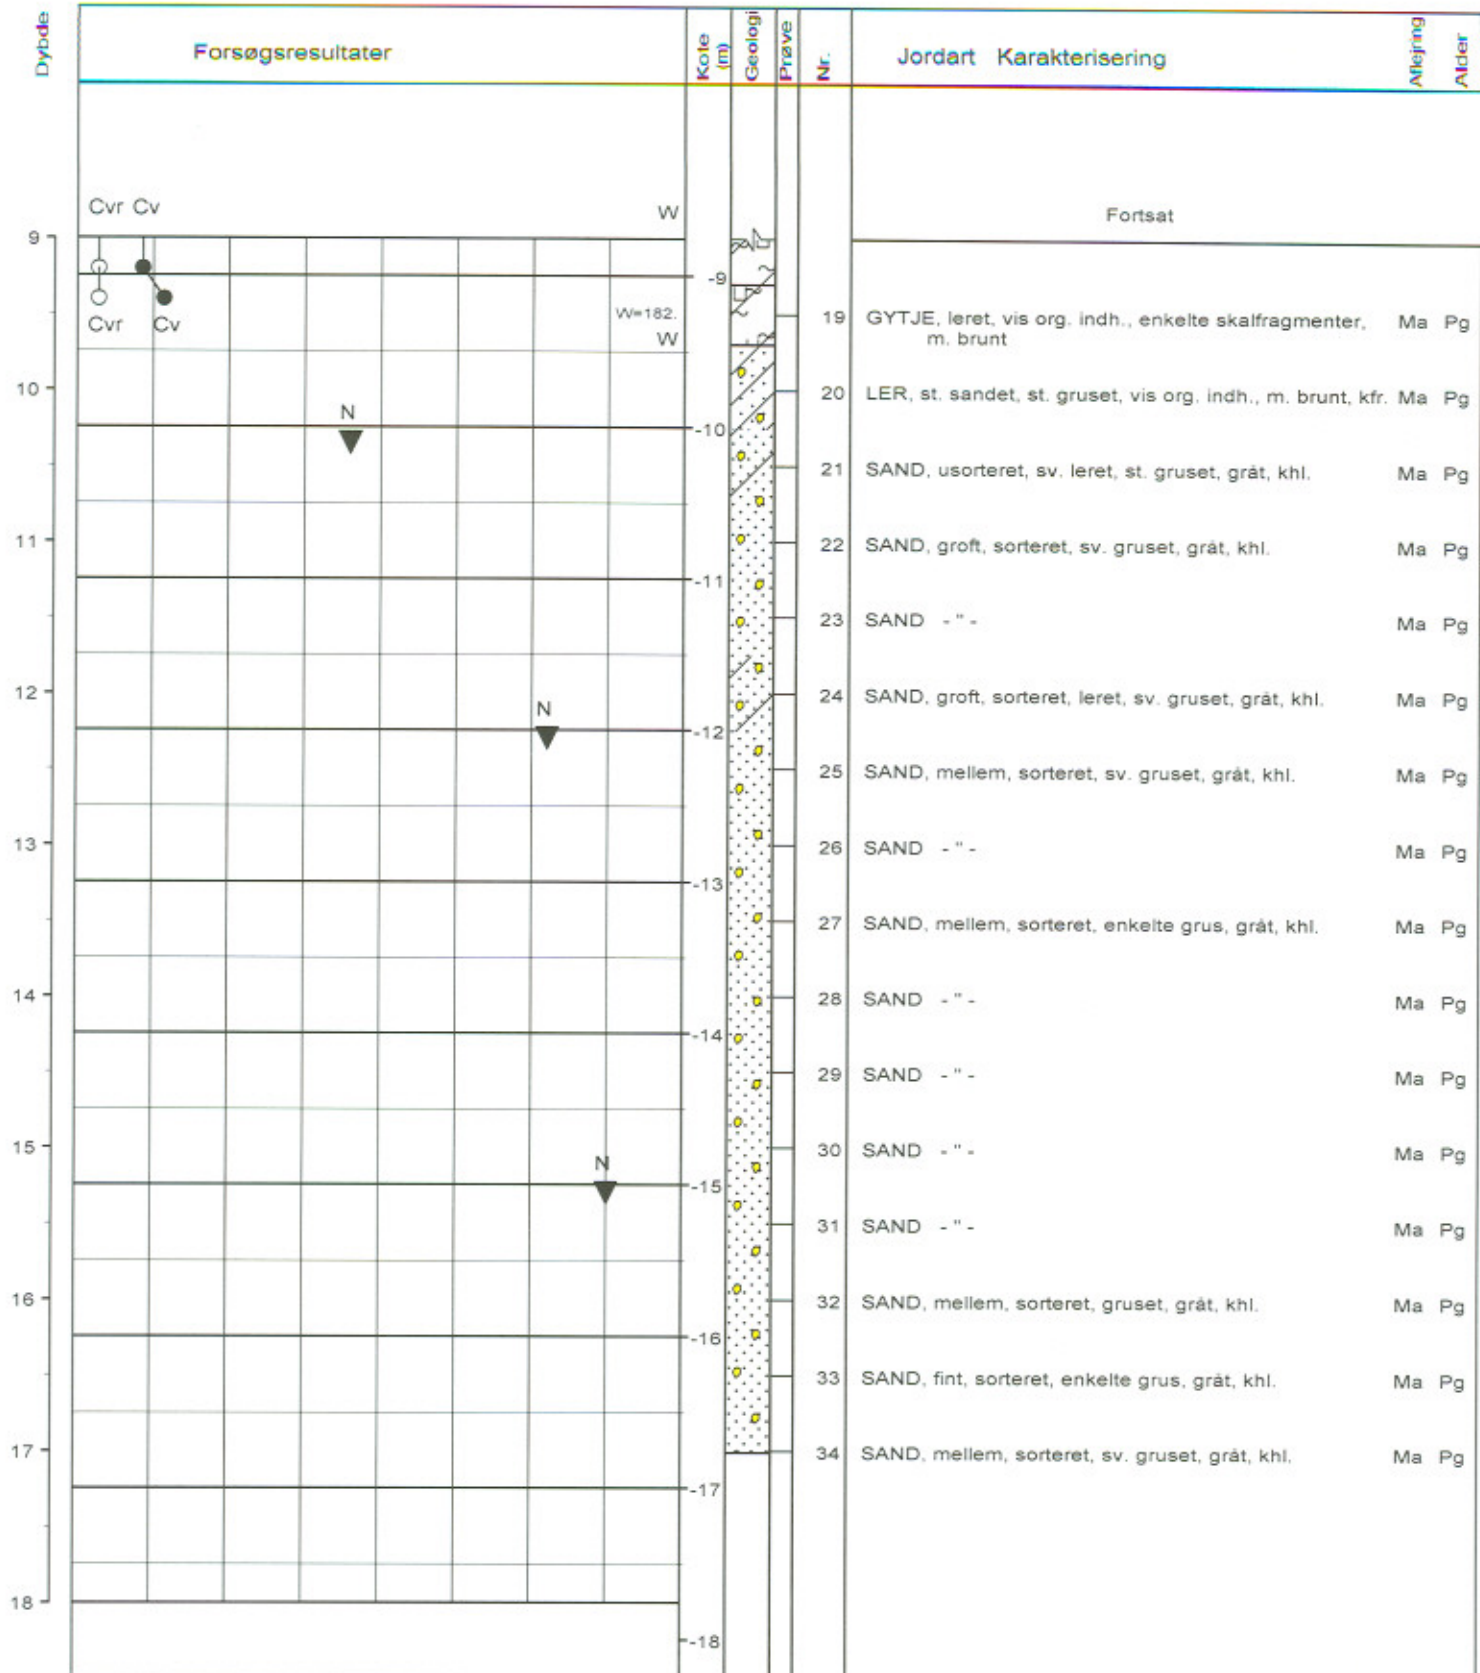 Dybde Forsøgsresultater Kote (m) Geologi Prøve Nr. Jordart Karakterisering Aflejring Alder
Cvr Cv W Fortsat
9
-9
Cvr Cv W=182. 19 GYTJE, leret, vis org. indh., enkelte skalfragmenter, Ma Pg
W m. brunt
10 20 LER, st. sandet, st. gruset, vis org. indh., m. brunt, kfr. Ma Pg
N
-10
21 SAND, usorteret, sv. leret, st. gruset, gråt, khl. Ma Pg
11 22 SAND, groft, sorteret, sv. gruset, gråt, khl. Ma Pg
-11
23 SAND - " - Ma Pg
12 24 SAND, groft, sorteret, leret, sv. gruset, gråt, khl. Ma Pg
N
-12
25 SAND, mellem, sorteret, sv. gruset, gråt, khl. Ma Pg
13 26 SAND - " - Ma Pg
-13
27 SAND, mellem, sorteret, enkelte grus, gråt, khl. Ma Pg
14 28 SAND - " - Ma Pg
-14
29 SAND - " - Ma Pg
15 30 SAND - " - Ma Pg
N
-15
31 SAND - " - Ma Pg
16 32 SAND, mellem, sorteret, gruset, gråt, khl. Ma Pg
-16
33 SAND, fint, sorteret, enkelte grus, gråt, khl. Ma Pg
17 34 SAND, mellem, sorteret, sv. gruset, gråt, khl. Ma Pg
-17
18
-18